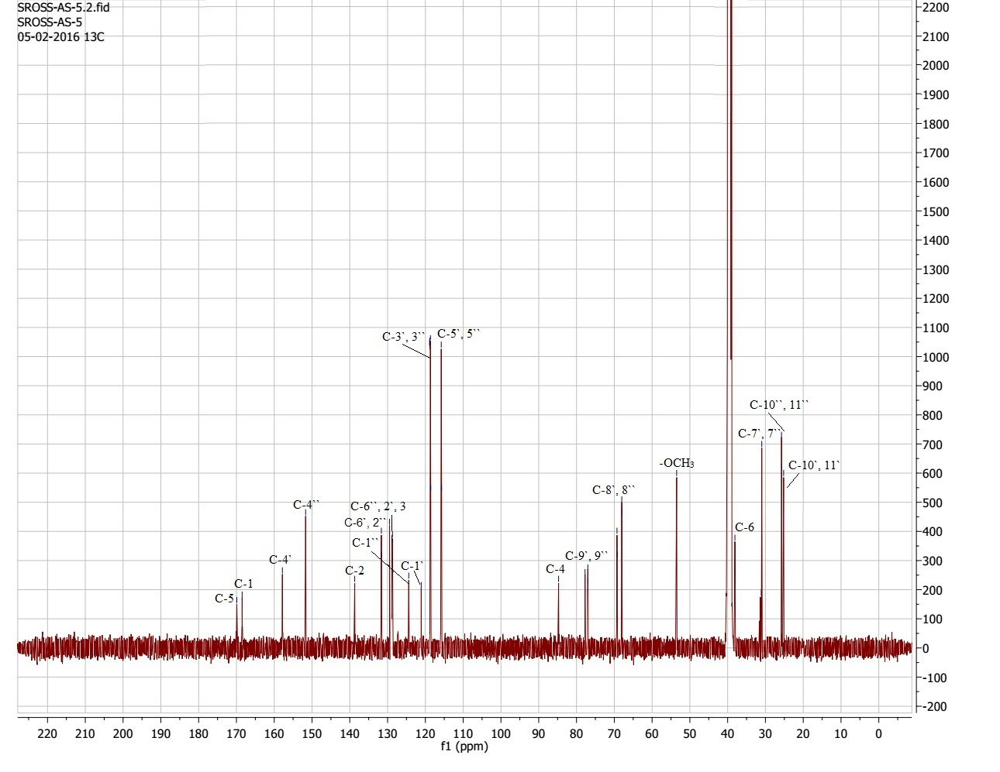 SROSS-AS-5.2.fid
SROSS-AS-5
05-02-2016 13C
C-5
C-1
C-4`
C-4``
C-2
C-6``, 2`, 3
C-6`, 2``
C-1``
C-1`
C-3`, 3``
C-5`, 5``
C-4
C-9`, 9``
C-8`, 8``
-OCH₃
C-6
C-7`, 7``
C-10``, 11``
C-10`, 11`
2200
2100
2000
1900
1800
1700
1600
1500
1400
1300
1200
1100
1000
900
800
700
600
500
400
300
200
100
0
-100
-200
220 210 200 190 180 170 160 150 140 130 120 110 100 90 80 70 60 50 40 30 20 10 0
f1 (ppm)